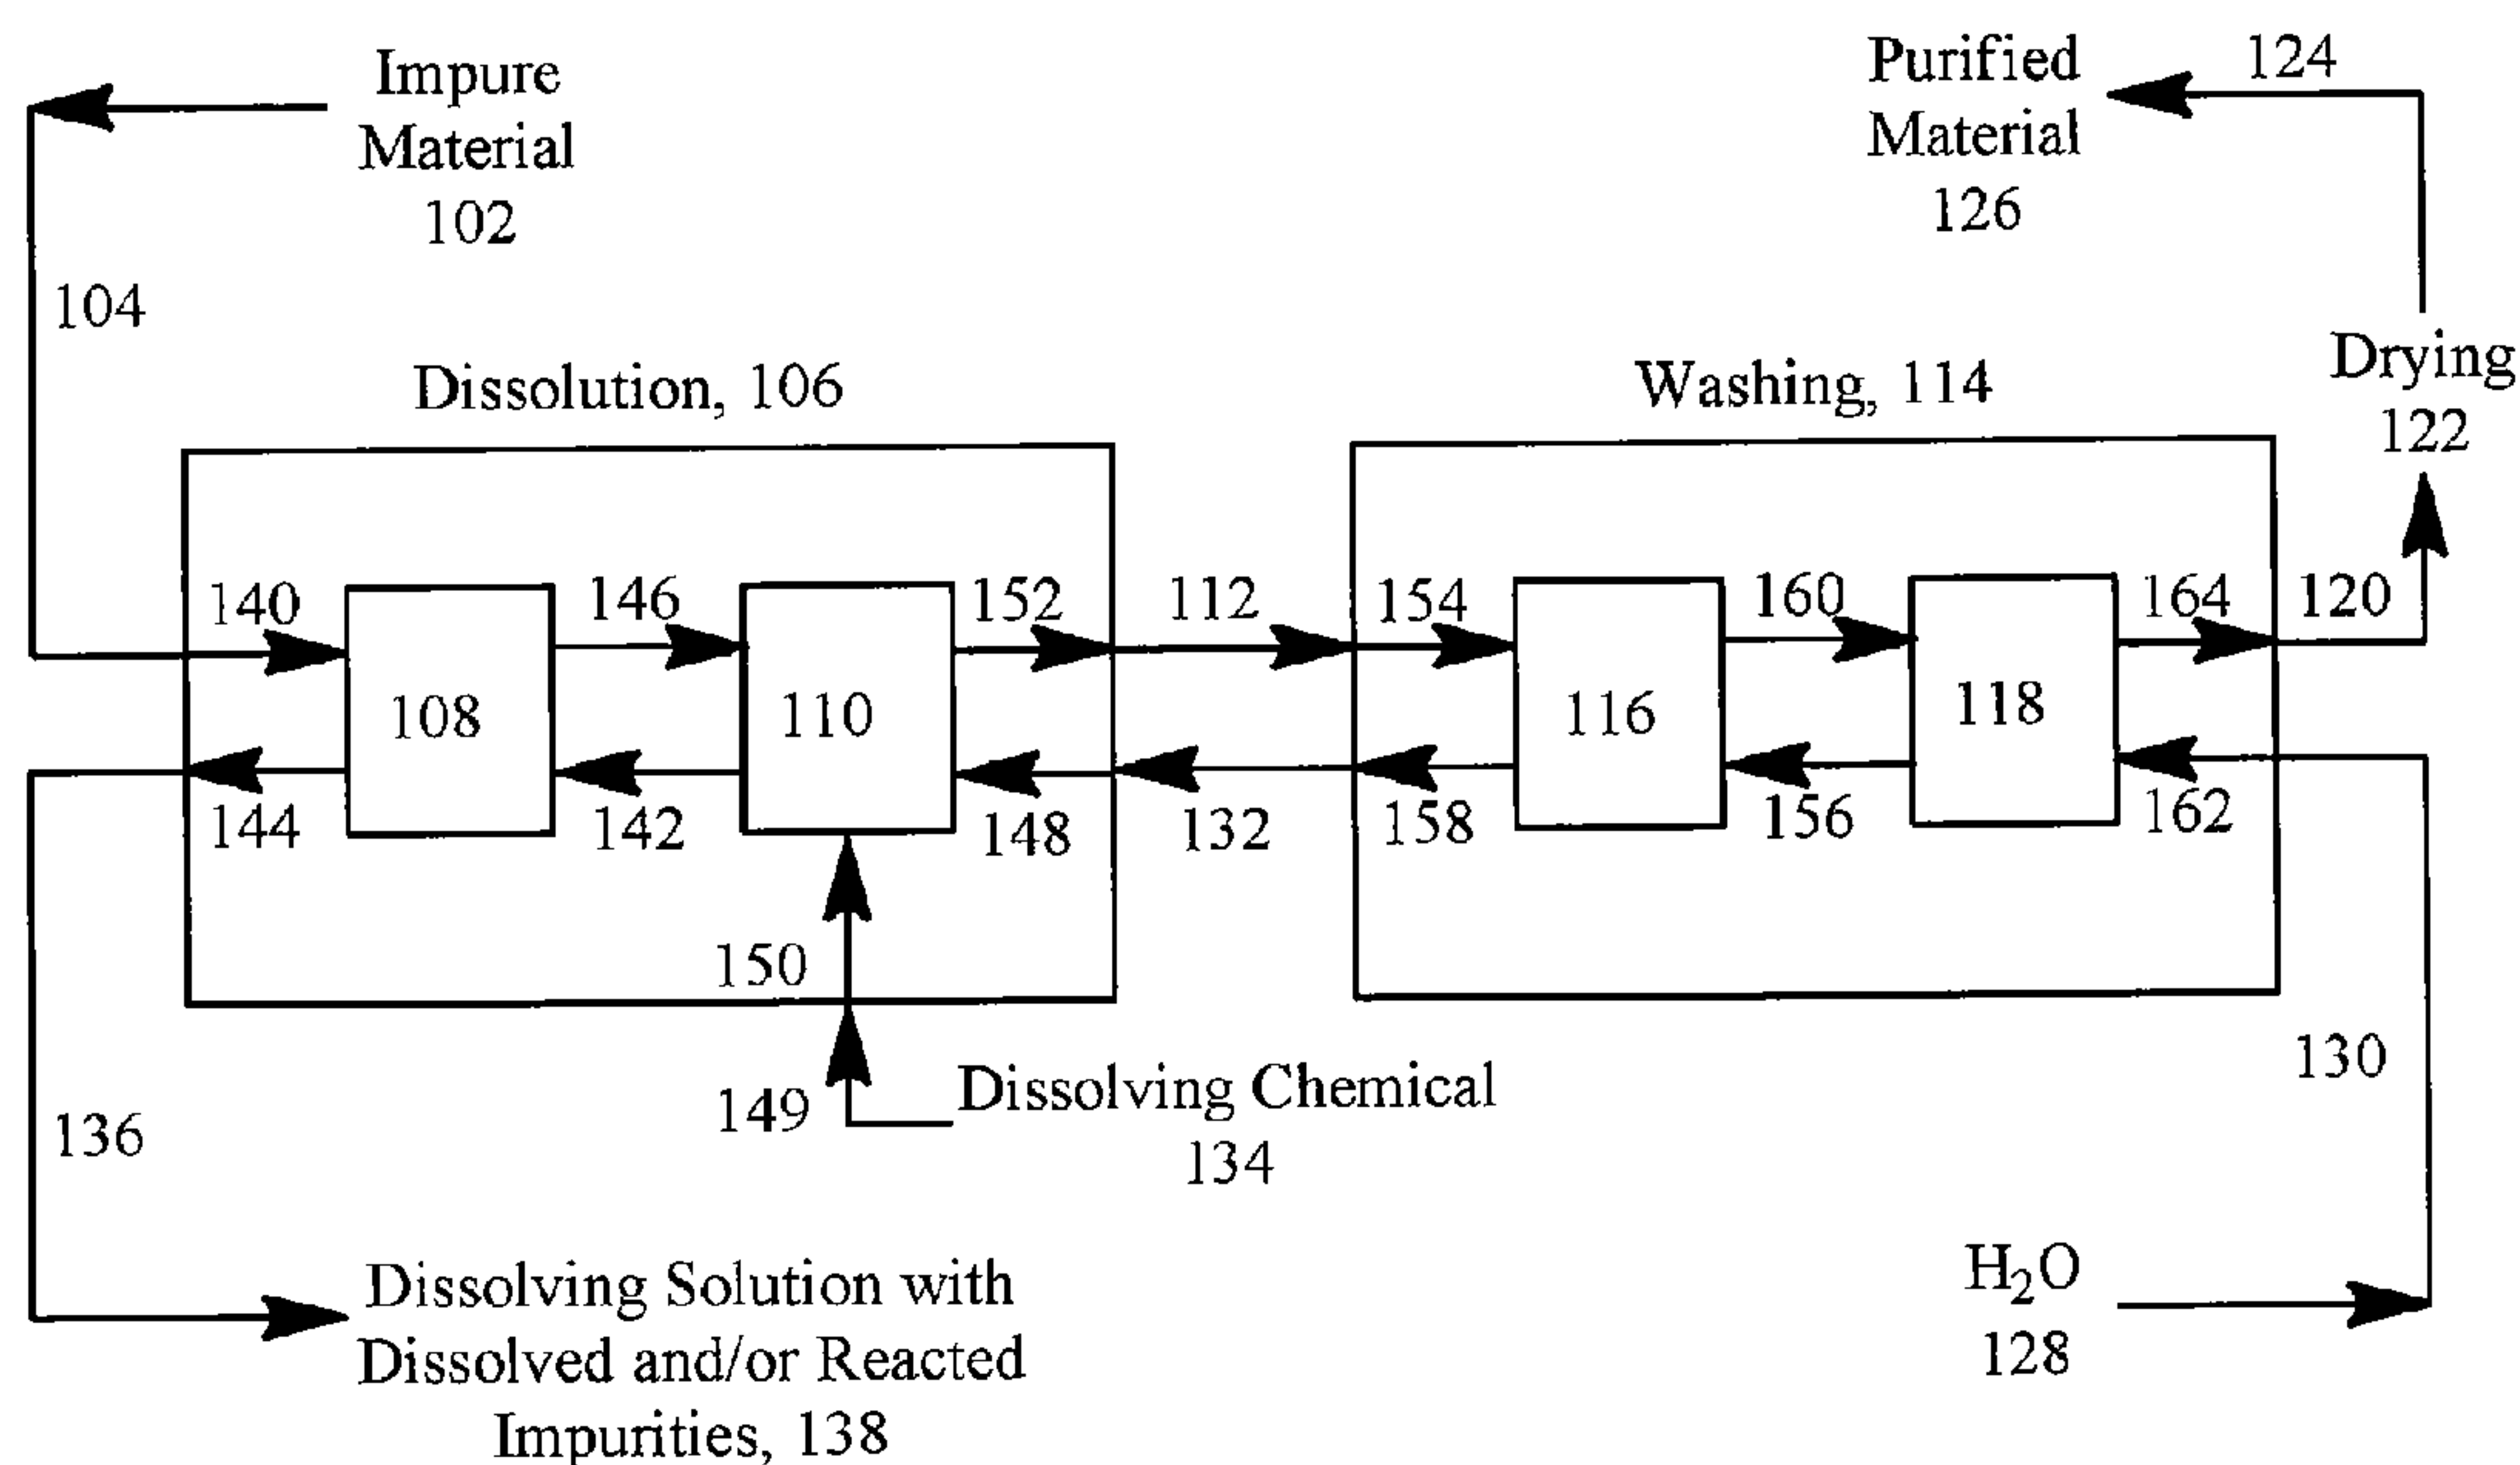 Impure
Material
102
Purified
Material
126
124
104
Drying
122
Dissolution, 106
Washing, 114
140
146
152
112
154
160
164
120
108
110
116
118
144
142
148
132
158
156
162
150
130
149
Dissolving Chemical
134
136
Dissolving Solution with
Dissolved and/or Reacted
Impurities, 138
H₂O
128